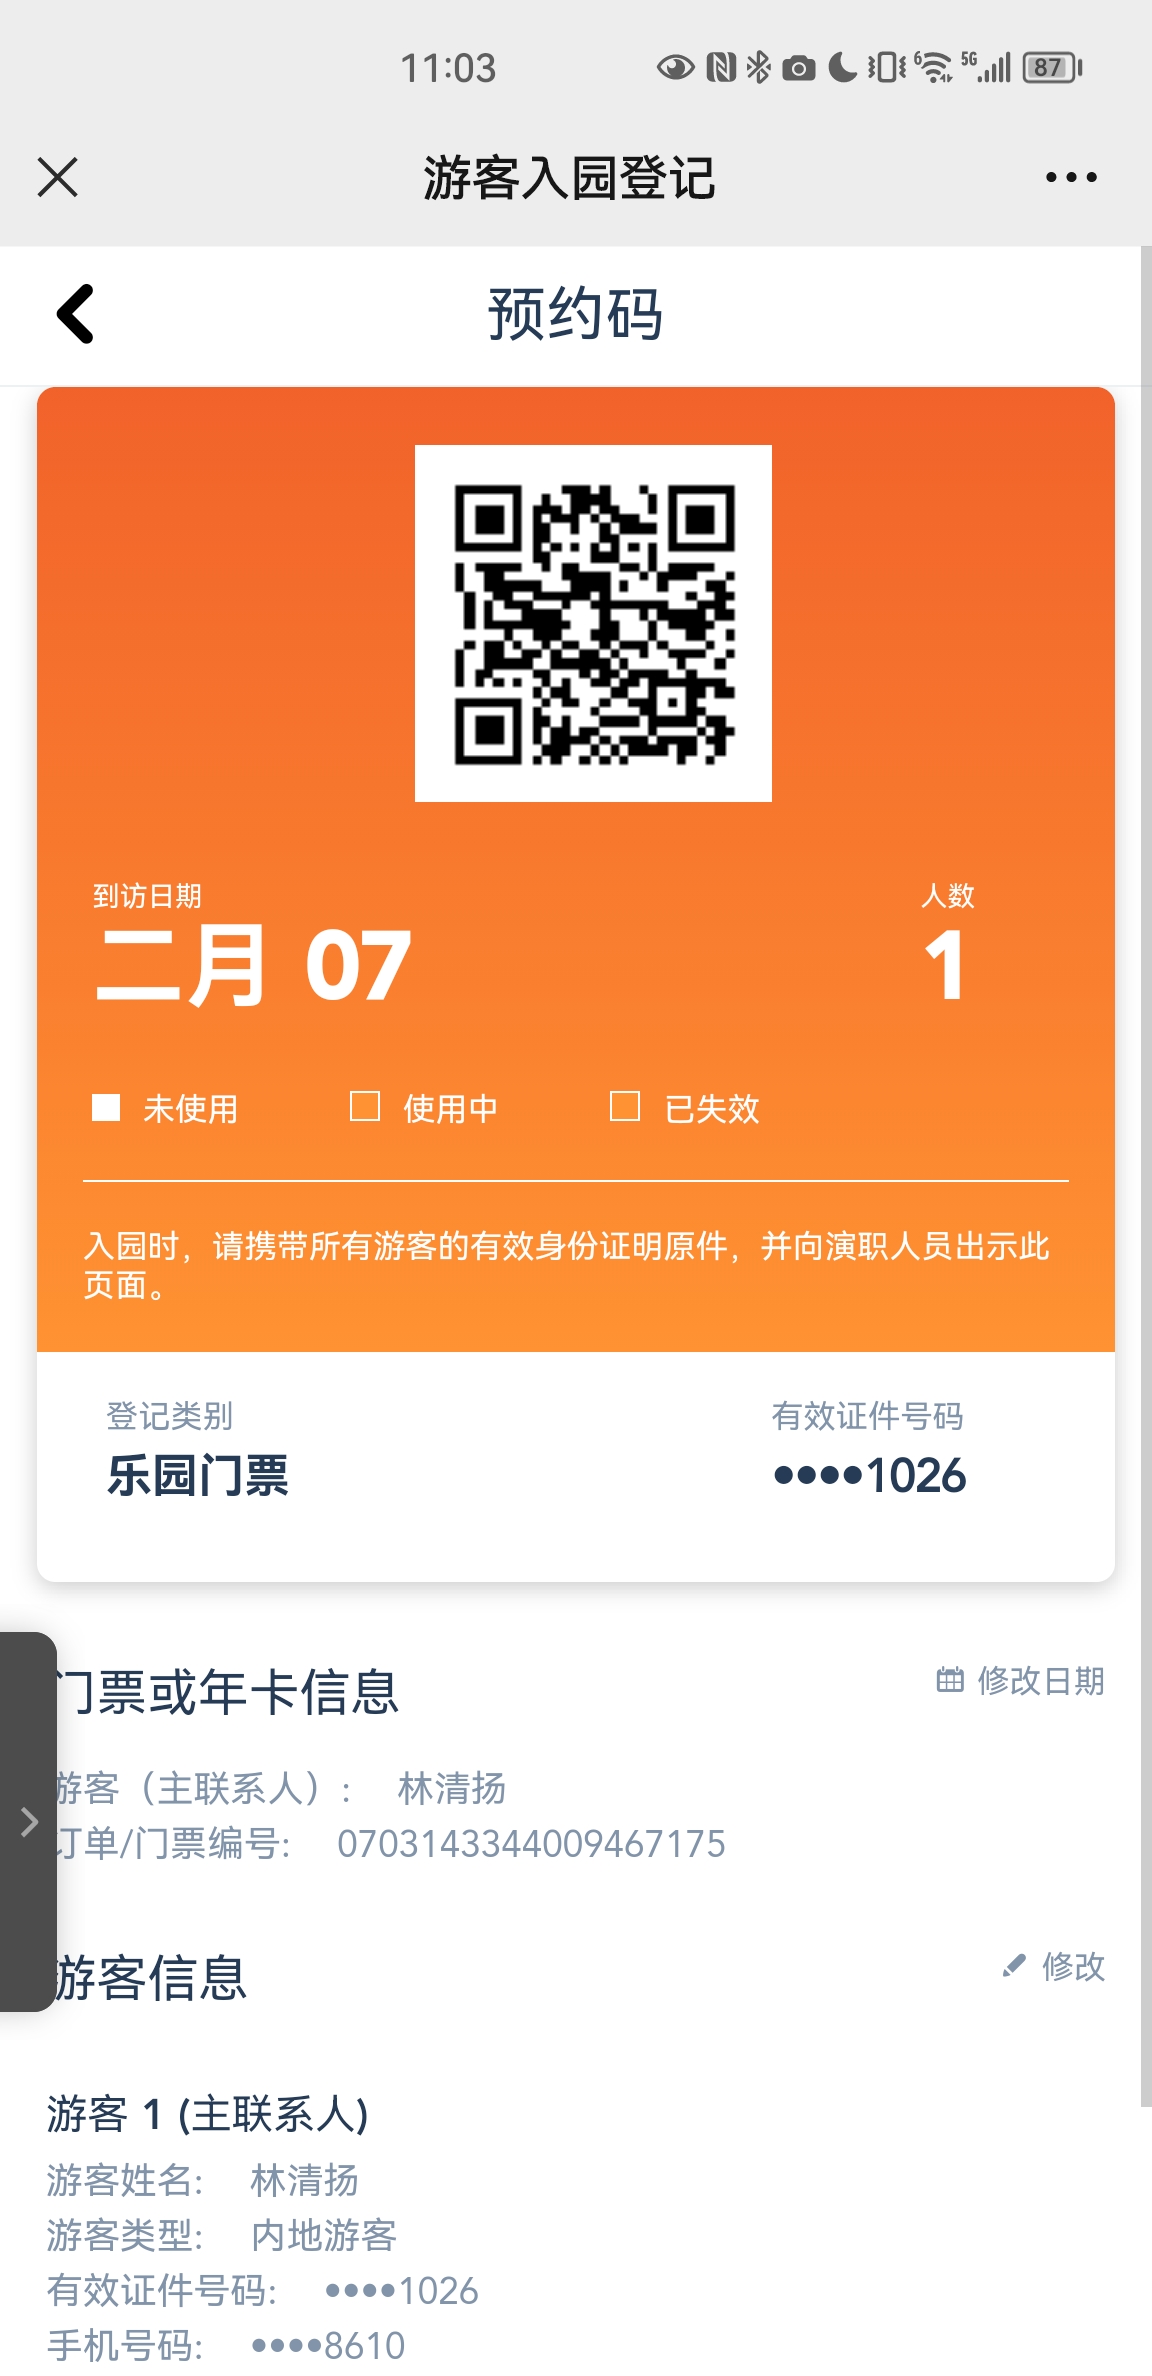 11:03
6
5G
87
游客入园登记
预约码
到访日期
人数
二月 07
1
未使用
使用中
已失效
入园时，请携带所有游客的有效身份证明原件，并向演职人员出示此
页面。
登记类别
有效证件号码
乐园门票
••••1026
门票或年卡信息
修改日期
游客（主联系人）: 林清扬
订单/门票编号: 0703143344009467175
游客信息
修改
游客 1 (主联系人)
游客姓名: 林清扬
游客类型: 内地游客
有效证件号码: ••••1026
手机号码: ••••8610